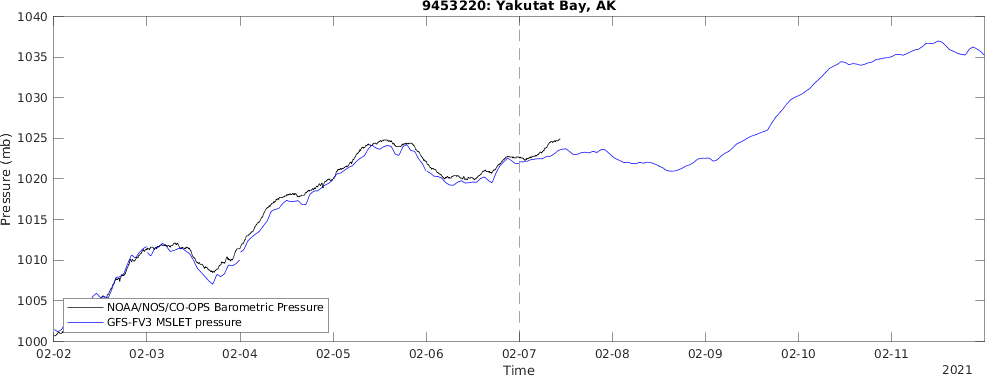 9453220: Yakutat Bay, AK
Pressure (mb)
1040
1035
1030
1025
1020
1015
1010
1005
1000
NOAA/NOS/CO-OPS Barometric Pressure
GFS-FV3 MSLET pressure
02-02 02-03 02-04 02-05 02-06 02-07 02-08 02-09 02-10 02-11
Time
2021